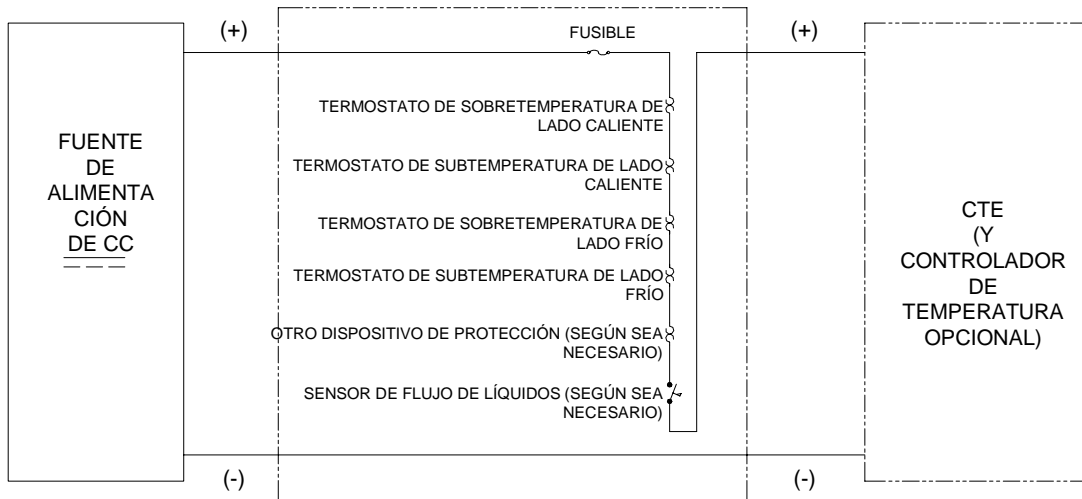 (+)
(+)
FUSIBLE
FUENTE
DE
ALIMENTA
CIÓN
DE CC
TERMOSTATO DE SOBRETEMPERATURA DE
LADO CALIENTE
TERMOSTATO DE SUBTEMPERATURA DE LADO
CALIENTE
TERMOSTATO DE SOBRETEMPERATURA DE
LADO FRÍO
TERMOSTATO DE SUBTEMPERATURA DE LADO
FRÍO
OTRO DISPOSITIVO DE PROTECCIÓN (SEGÚN SEA
NECESARIO)
SENSOR DE FLUJO DE LÍQUIDOS (SEGÚN SEA
NECESARIO)
CTE
(Y
CONTROLADOR
DE
TEMPERATURA
OPCIONAL)
(-)
(-)